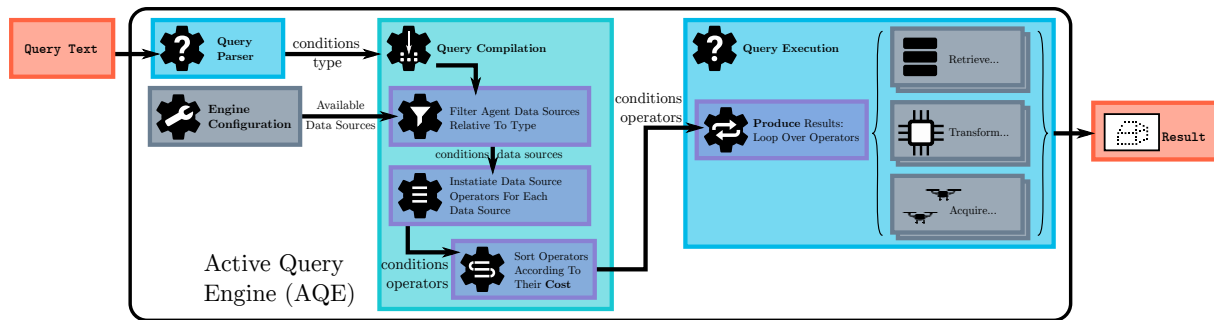 Query Text
Query
Parser
conditions
type
Query Compilation
Engine
Configuration
Available
Data Sources
Filter Agent Data Sources
Relative To Type
conditions data sources
Instatiate Data Source
Operators For Each
Data Source
conditions
operators
Sort Operators
According To
Their Cost
conditions
operators
Query Execution
Produce Results:
Loop Over Operators
Retrieve...
Transform...
Acquire...
Result
Active Query
Engine (AQE)